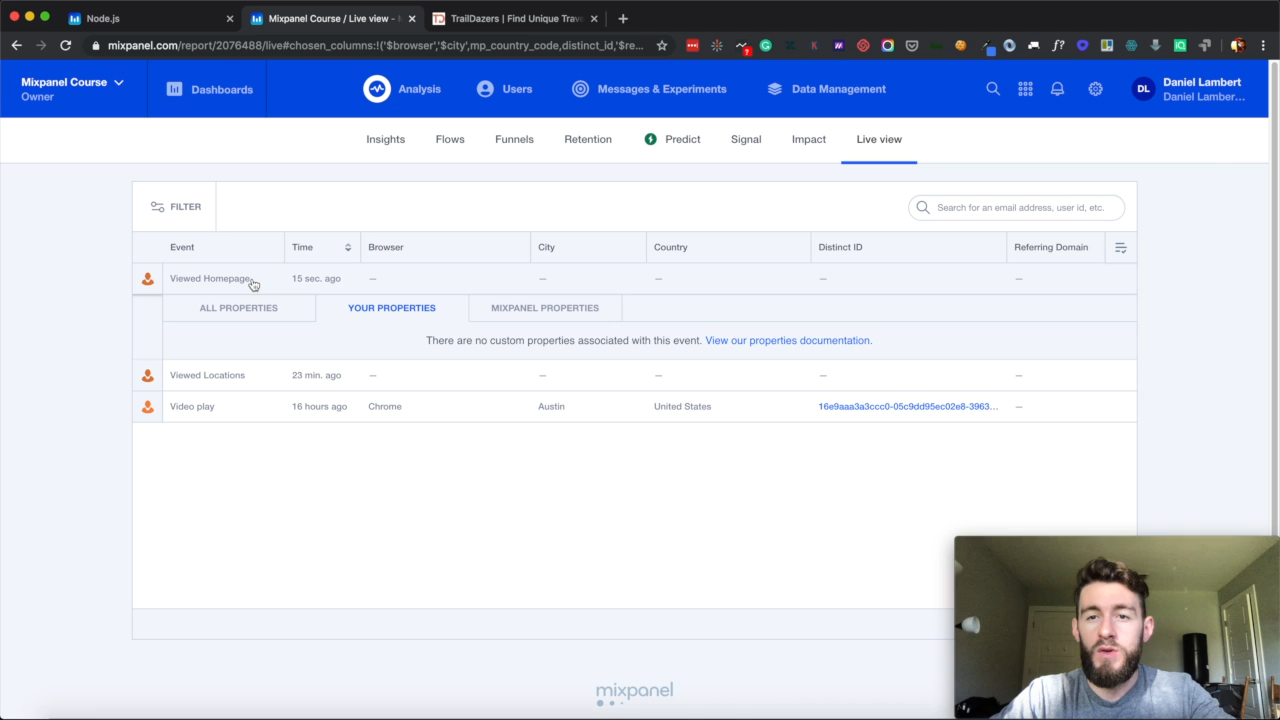 Node.js
Mixpanel Course / Live view -
TrailDazers | Find Unique Trave
mixpanel.com/report/2076488/live#chosen_columns:!('$browser','$city',mp_country_code,distinct_id,'$re...
Mixpanel Course
Owner
Dashboards
Analysis
Users
Messages & Experiments
Data Management
DL
Daniel Lambert
Daniel Lamber...
Insights
Flows
Funnels
Retention
Predict
Signal
Impact
Live view
FILTER
Search for an email address, user id, etc.
Event Time Browser City Country Distinct ID Referring Domain
Viewed Homepage 15 sec. ago — — — — —
ALL PROPERTIES YOUR PROPERTIES MIXPANEL PROPERTIES
There are no custom properties associated with this event. View our properties documentation.
Viewed Locations 23 min. ago — — — — —
Video play 16 hours ago Chrome Austin United States 16e9aaa3a3ccc0-05c9dd95ec02e8-3963... —
mixpanel